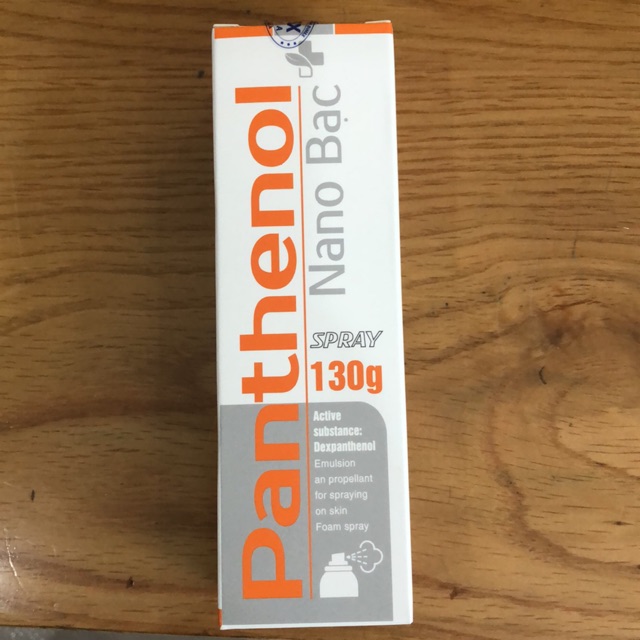 Panthenol
Nano Bạc
SPRAY
130g
Active
substance:
Dexpanthenol
Emulsion
an propellant
for spraying
on skin
Foam spray